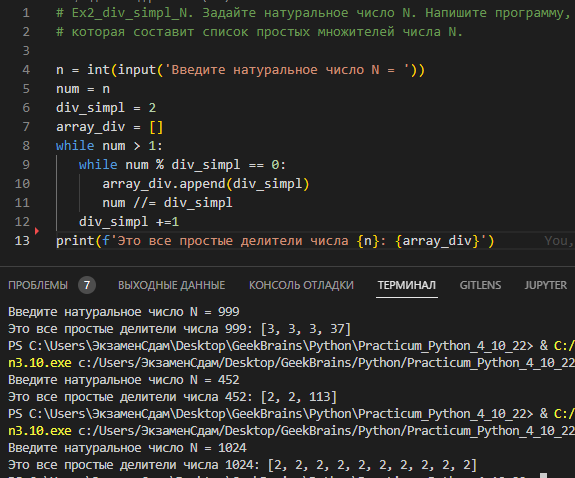 1 # Ex2_div_simpl_N. Задайте натуральное число N. Напишите программу,
2 # которая составит список простых множителей числа N.
3
4 n = int(input('Введите натуральное число N = '))
5 num = n
6 div_simpl = 2
7 array_div = []
8 while num > 1:
9 while num % div_simpl == 0:
10 array_div.append(div_simpl)
11 num //= div_simpl
12 div_simpl +=1
13 print(f'Это все простые делители числа {n}: {array_div}') You,
ПРОБЛЕМЫ 7 ВЫХОДНЫЕ ДАННЫЕ КОНСОЛЬ ОТЛАДКИ ТЕРМИНАЛ GITLENS JUPYTER
Введите натуральное число N = 999
Это все простые делители числа 999: [3, 3, 3, 37]
PS C:\Users\ЭкзаменСдам\Desktop\GeekBrains\Python\Practicum_Python_4_10_22> & C:/
n3.10.exe c:/Users/ЭкзаменСдам/Desktop/GeekBrains/Python/Practicum_Python_4_10_22
Введите натуральное число N = 452
Это все простые делители числа 452: [2, 2, 113]
PS C:\Users\ЭкзаменСдам\Desktop\GeekBrains\Python\Practicum_Python_4_10_22> & C:/
n3.10.exe c:/Users/ЭкзаменСдам/Desktop/GeekBrains/Python/Practicum_Python_4_10_22
Введите натуральное число N = 1024
Это все простые делители числа 1024: [2, 2, 2, 2, 2, 2, 2, 2, 2, 2]